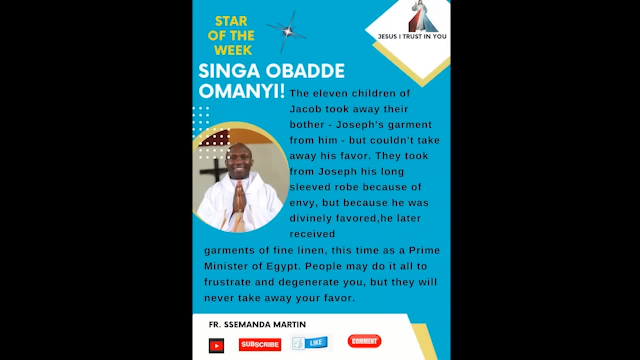 STAR
OF THE
WEEK
JESUS I TRUST IN YOU
SINGA OBADDE
OMANYI!
The eleven children of
Jacob took away their
bother - Joseph's garment
from him - but couldn't take
away his favor. They took
from Joseph his long
sleeved robe because of
envy, but because he was
divinely favored,he later
received
garments of fine linen, this time as a Prime
Minister of Egypt. People may do it all to
frustrate and degenerate you, but they will
never take away your favor.
FR. SSEMANDA MARTIN
SUBSCRIBE
LIKE
COMMENT